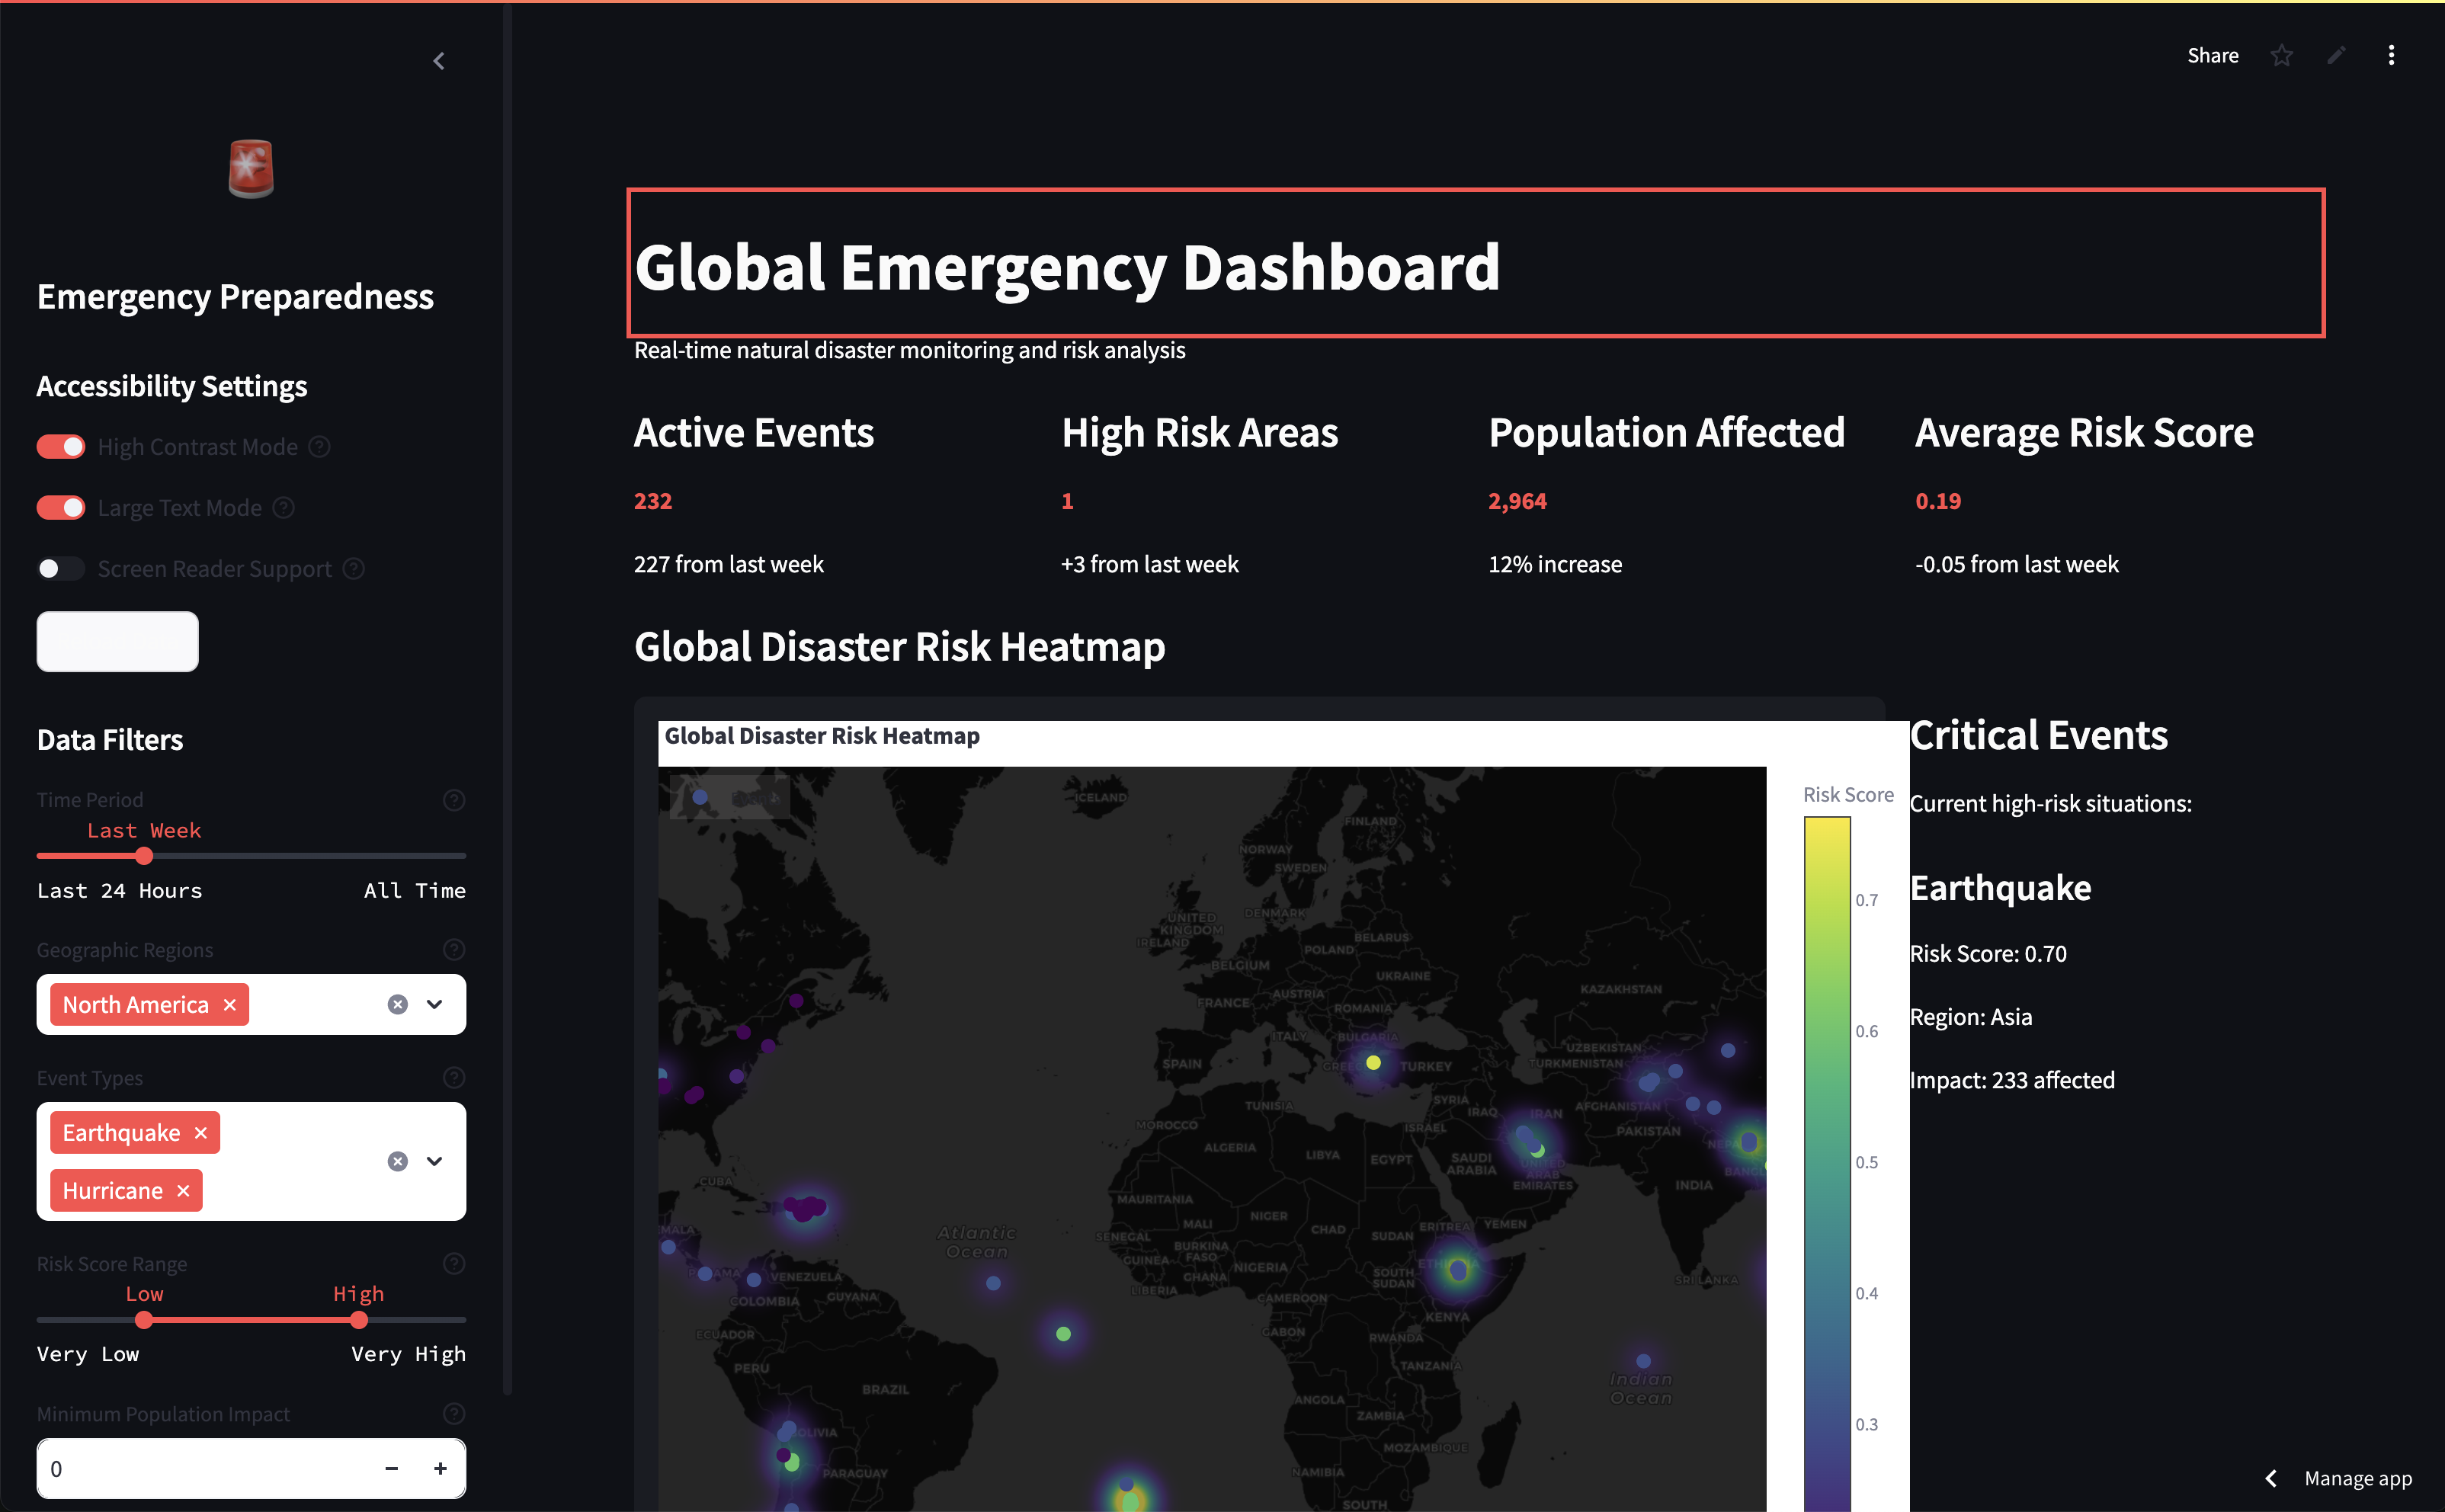 Share
Emergency Preparedness
Accessibility Settings
High Contrast Mode
Large Text Mode
Screen Reader Support
Data Filters
Time Period
Last Week
Last 24 Hours All Time
Geographic Regions
North America
Event Types
Earthquake
Hurricane
Risk Score Range
Low High
Very Low Very High
Minimum Population Impact
0
Global Emergency Dashboard
Real-time natural disaster monitoring and risk analysis
Active Events
232
227 from last week
High Risk Areas
1
+3 from last week
Population Affected
2,964
12% increase
Average Risk Score
0.19
-0.05 from last week
Global Disaster Risk Heatmap
Global Disaster Risk Heatmap
ICELAND
FINLAND
NORWAY
SWEDEN
UNITED
KINGDOM
DENMARK
IRELAND
BELARUS
POLAND
BELGIUM
UKRAINE
FRANCE
AUSTRIA
KAZAKHSTAN
ROMANIA
ITALY
BULGARIA
UZBEKISTAN
SPAIN
TURKEY
TURKMENISTAN
TUNISIA
SYRIA
IRAQ
IRAN
AFGHANISTAN
MOROCCO
ISRAEL
PAKISTAN
ALGERIA
LIBYA
EGYPT
SAUDI
ARABIA
UNITED
ARAB
EMIRATES
INDIA
CUBA
MAURITANIA
MALI
NIGER
CHAD
SUDAN
ERITREA
YEMEN
SENEGAL
BURKINA
FASO
GUINEA
GHANA
NIGERIA
LIBERIA
SOUTH
SUDAN
CAMEROON
Atlantic
Ocean
VENEZUELA
GUYANA
COLOMBIA
ECUADOR
PERU
BRAZIL
PARAGUAY
SRI LANKA
KENYA
GABON
RWANDA
TANZANIA
ANGOLA
ZAMBIA
MOZAMBIQUE
NAMIBIA
SOUTH
Indian
Ocean
Risk Score
0.7
0.6
0.5
0.4
0.3
Critical Events
Current high-risk situations:
Earthquake
Risk Score: 0.70
Region: Asia
Impact: 233 affected
Manage app